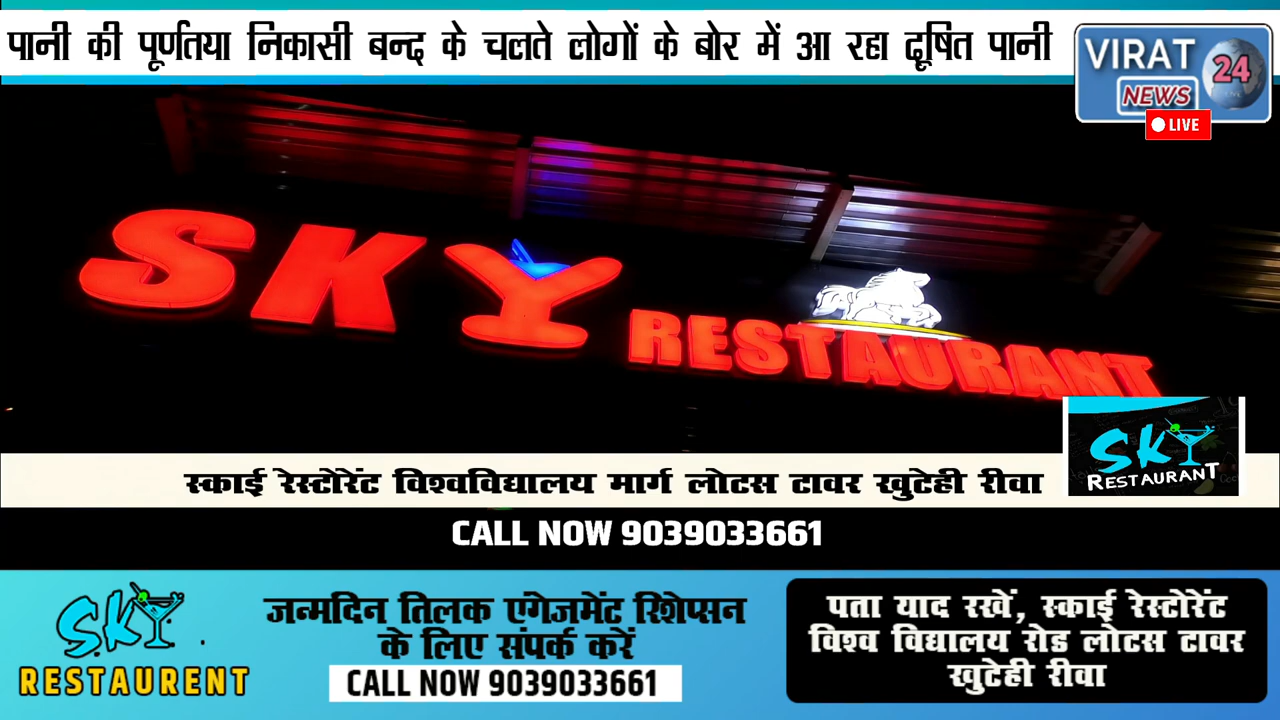 पानी की पूर्णतया निकासी बन्द के चलते लोगों के बोर में आ रहा दूषित पानी
VIRAT
24
NEWS
LIVE
SKY RESTAURANT
SKY
RESTAURANT
स्काई रेस्टोरेंट विश्वविद्यालय मार्ग लोटस टावर खुटेही रीवा
CALL NOW 9039033661
SKY
RESTAURENT
जन्मदिन तिलक एंगेजमेंट रिशेप्सन
के लिए संपर्क करें
CALL NOW 9039033661
पता याद रखें, स्काई रेस्टोरेंट
विश्व विद्यालय रोड लोटस टावर
खुटेही रीवा